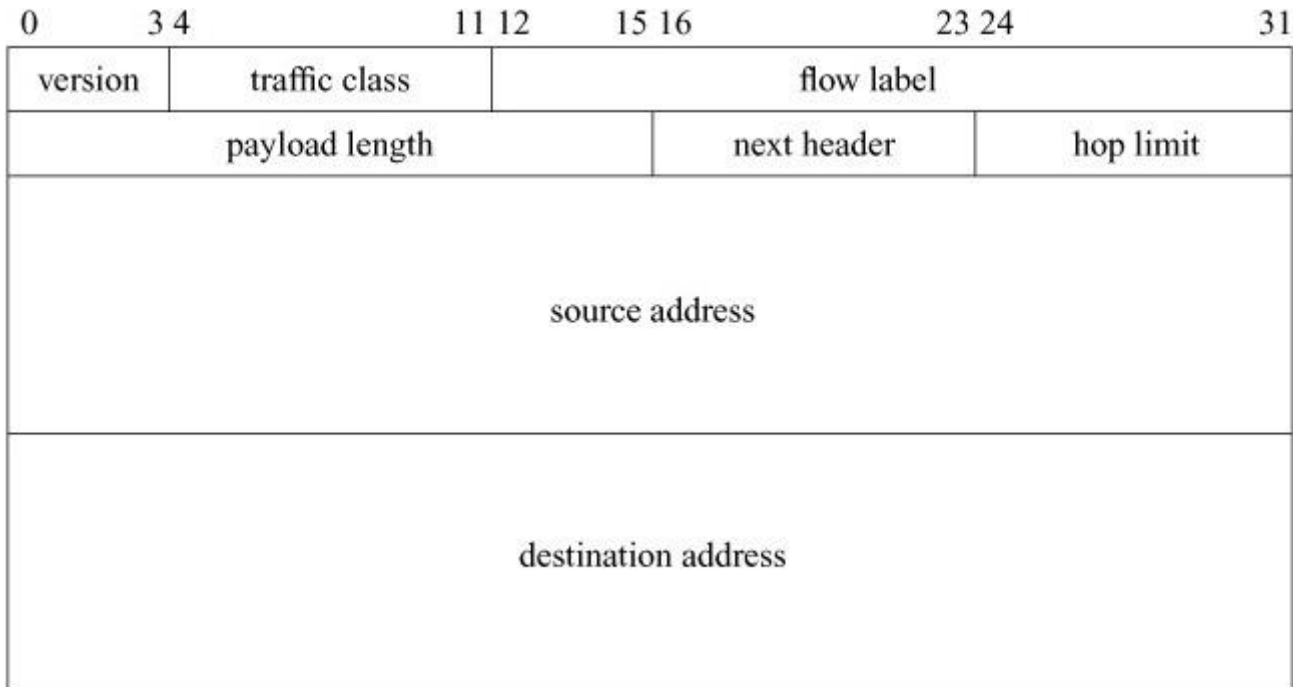 0 3 4 11 12 15 16 23 24 31
version traffic class flow label
payload length next header hop limit
source address
destination address